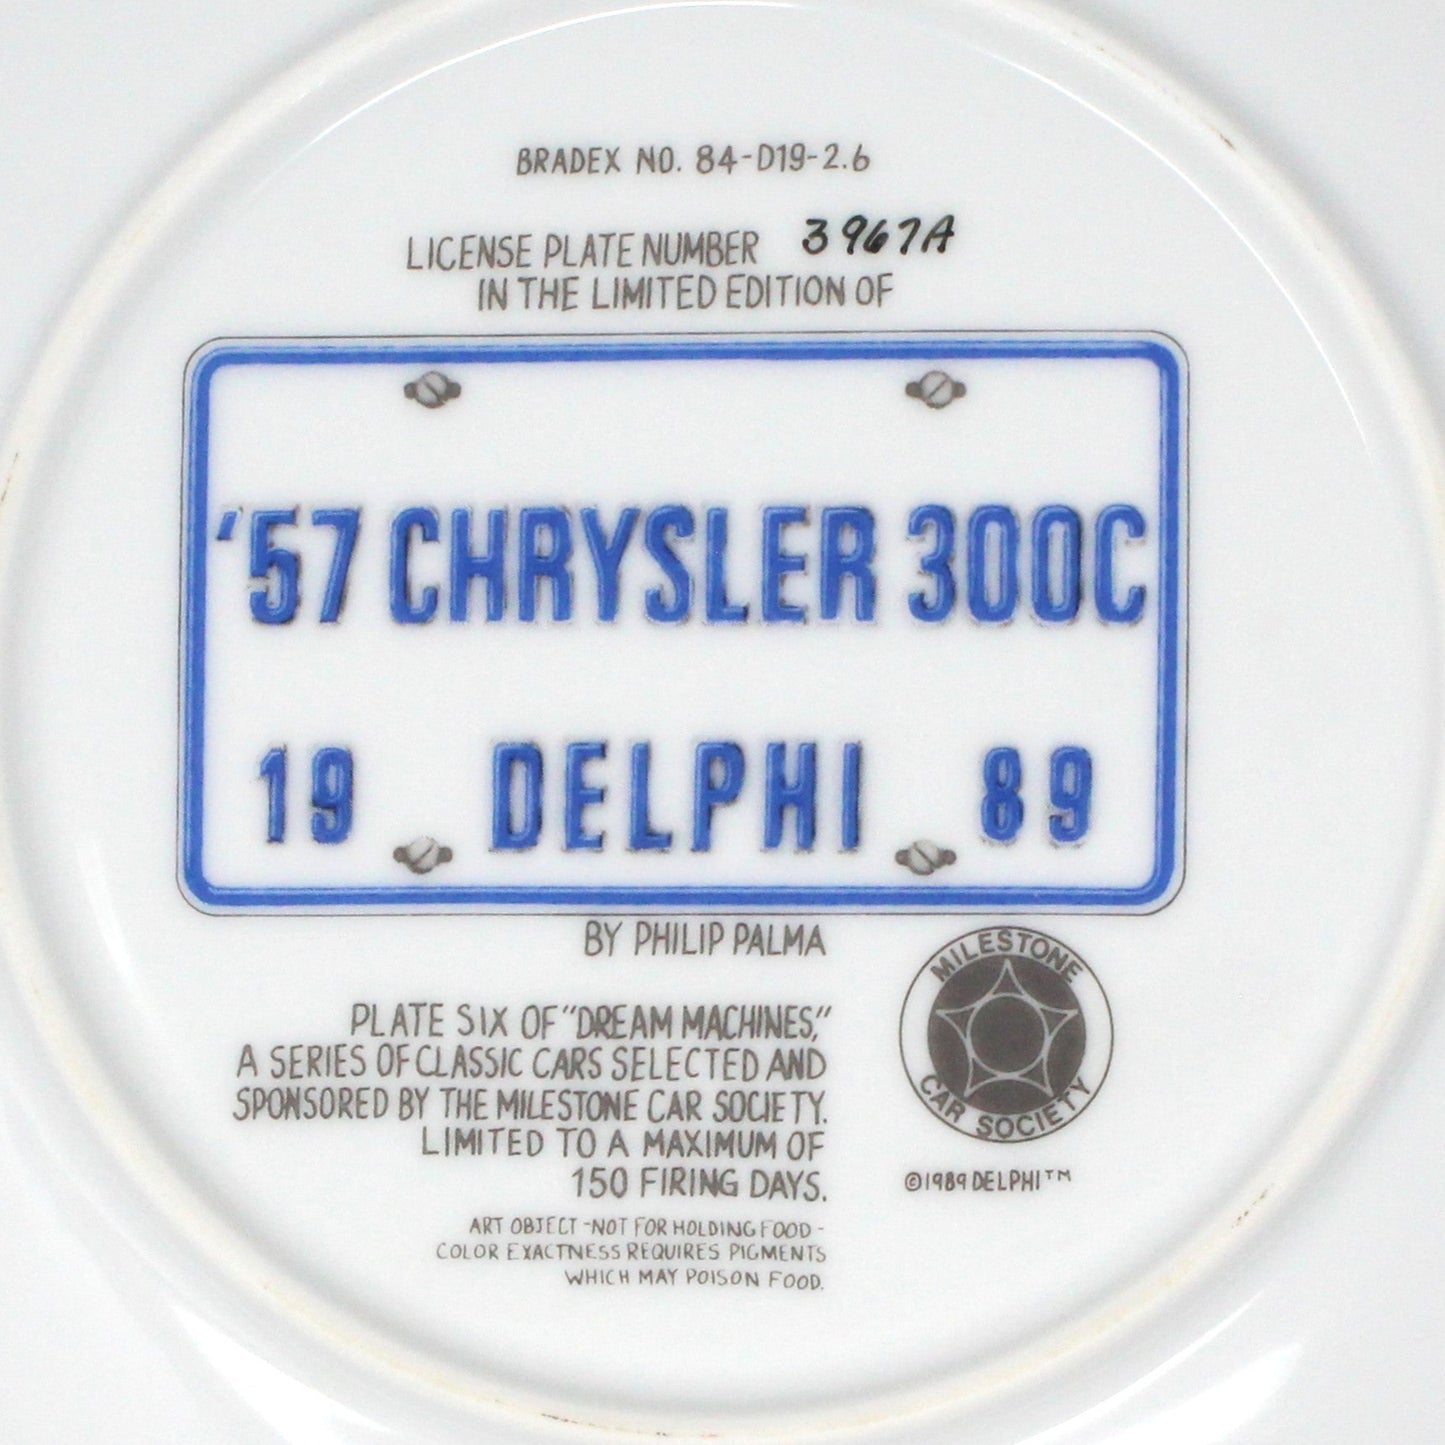 BRADEX NO. 84-D19-2.6
LICENSE PLATE NUMBER 3967A
IN THE LIMITED EDITION OF
'57 CHRYSLER 300C
19 DELPHI 89
BY PHILIP PALMA
PLATE SIX OF "DREAM MACHINES,"
A SERIES OF CLASSIC CARS SELECTED AND
SPONSORED BY THE MILESTONE CAR SOCIETY.
LIMITED TO A MAXIMUM OF
150 FIRING DAYS.
ART OBJECT -NOT FOR HOLDING FOOD -
COLOR EXACTNESS REQUIRES PIGMENTS
WHICH MAY POISON FOOD.
MILESTONE
CAR SOCIETY
©1989 DELPHI™